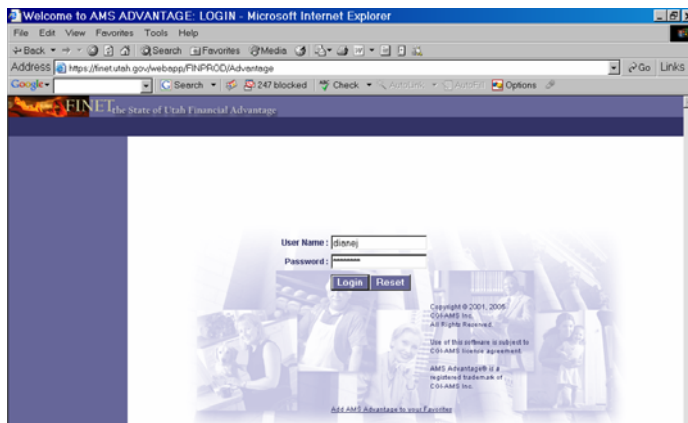 Welcome to AMS ADVANTAGE: LOGIN - Microsoft Internet Explorer
File Edit View Favorites Tools Help
Back Search Favorites Media
Address https://finet.utah.gov/webapp/FINPROD/Advantage Go Links
Google Search 247 blocked Check AutoLink AutoFill Options
FINET the State of Utah Financial Advantage
User Name : dianej
Password : ********
Login Reset
Copyright © 2001, 2005
CGI-AMS Inc.
All Rights Reserved.
Use of this software is subject to
CGI-AMS license agreement.
AMS Advantage® is a
registered trademark of
CGI-AMS Inc.
Add AMS Advantage to your Favorites